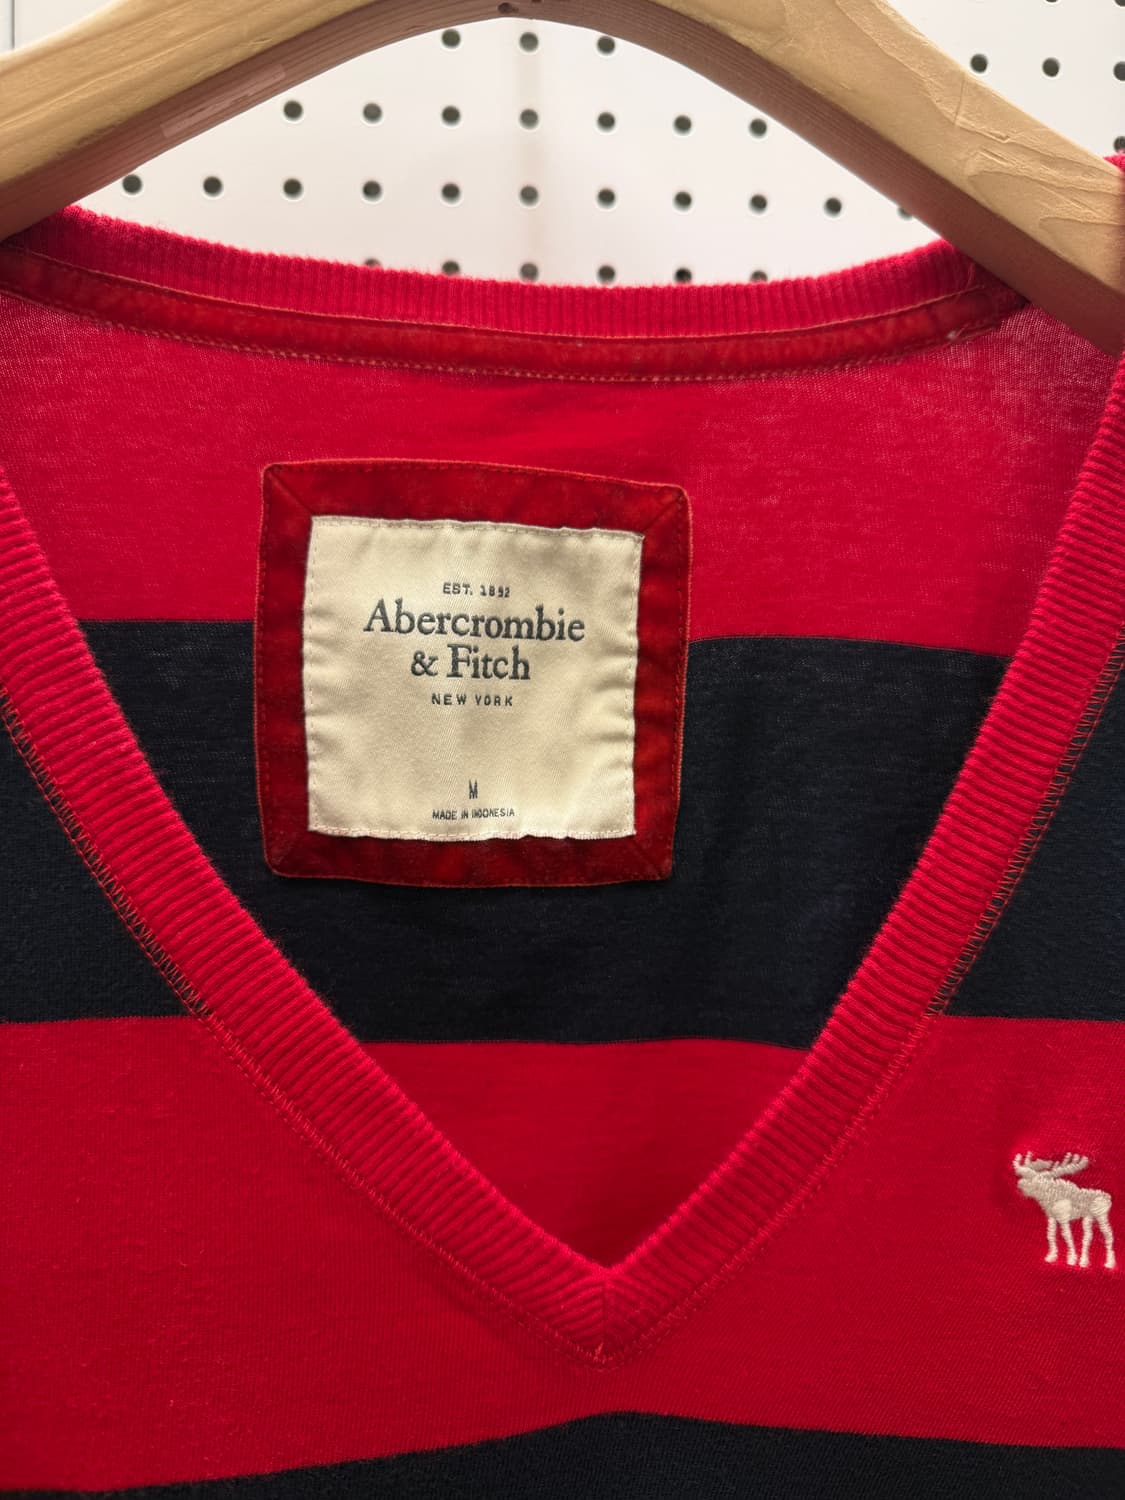 EST. 1892
Abercrombie
& Fitch
NEW YORK
M
MADE IN INDONESIA